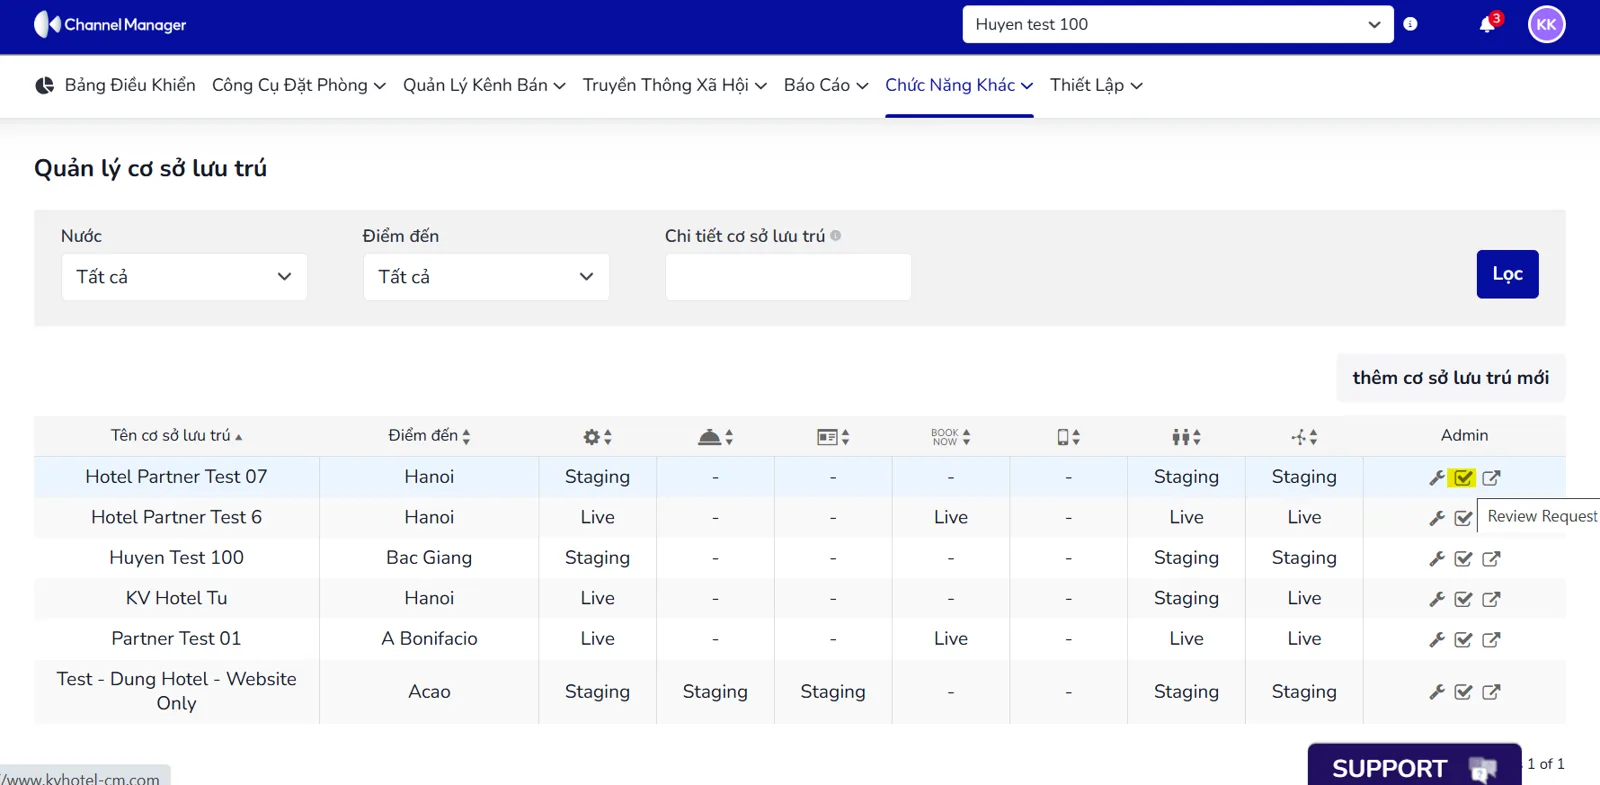 Channel Manager
Huyen test 100
3
KK
Bảng Điều Khiển Công Cụ Đặt Phòng Quản Lý Kênh Bán Truyền Thông Xã Hội Báo Cáo Chức Năng Khác Thiết Lập
Quản lý cơ sở lưu trú
Nước Điểm đến Chi tiết cơ sở lưu trú
Tất cả Tất cả Lọc
thêm cơ sở lưu trú mới
Tên cơ sở lưu trú Điểm đến BOOK NOW Admin
Hotel Partner Test 07 Hanoi Staging - - - - Staging Staging
Hotel Partner Test 6 Hanoi Live - - Live - Live Live Review Request
Huyen Test 100 Bac Giang Staging - - - - Staging Staging
KV Hotel Tu Hanoi Live - - - - Staging Live
Partner Test 01 A Bonifacio Live - - Live - Live Live
Test - Dung Hotel - Website
Only Acao Staging Staging Staging - - Staging Staging
SUPPORT 1 of 1
/www.kvhotel-cm.com